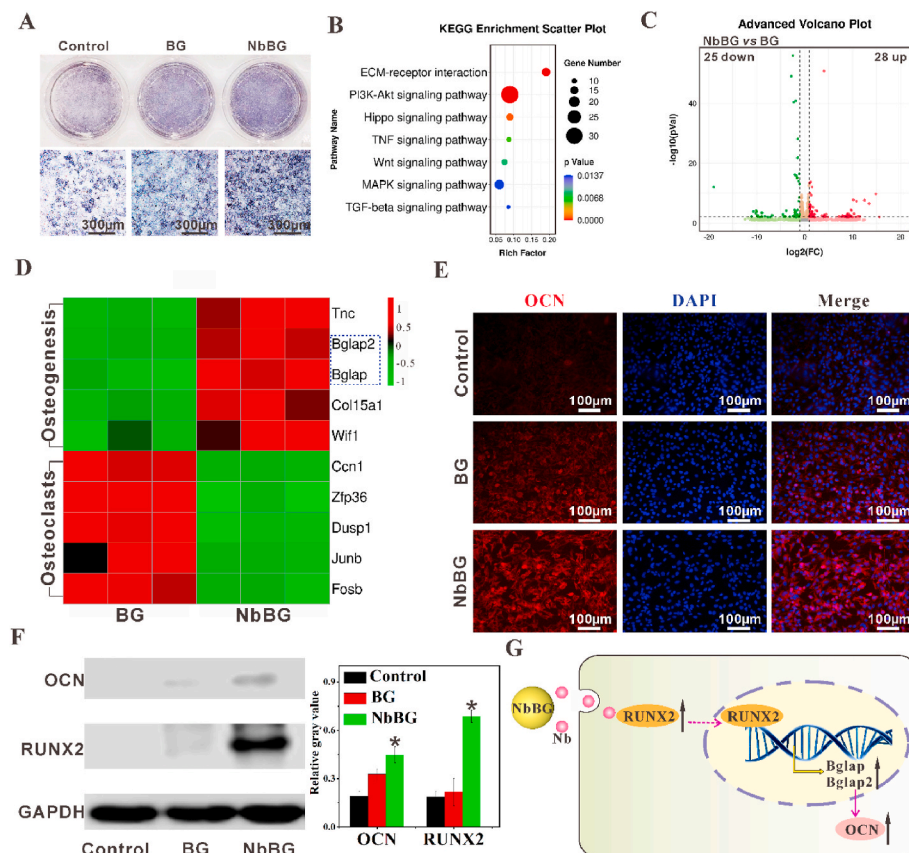 A
Control BG NbBG
300μm 300μm 300μm
B
KEGG Enrichment Scatter Plot
Pathway Name
ECM-receptor interaction
PI3K-Akt signaling pathway
Hippo signaling pathway
TNF signaling pathway
Wnt signaling pathway
MAPK signaling pathway
TGF-beta signaling pathway
0.05 0.10 0.15 0.20
Rich Factor
Gene Number
10
15
20
25
30
p Value
0.0137
0.0068
0.0000
C
Advanced Volcano Plot
NbBG vs BG
25 down 28 up
-log10(pVal)
40
20
0
-20 -10 0 10 20
log2(FC)
D
Osteogenesis
Osteoclasts
Tnc
Bglap2
Bglap
Col15a1
Wif1
Ccn1
Zfp36
Dusp1
Junb
Fosb
1
0.5
0
-0.5
-1
BG NbBG
E
OCN DAPI Merge
Control
100μm 100μm 100μm
BG
100μm 100μm 100μm
NbBG
100μm 100μm 100μm
F
OCN
RUNX2
GAPDH
Control BG NbBG
Relative gray value
0.9
0.6
0.3
0.0
Control
BG
NbBG
* *
OCN RUNX2
G
NbBG
Nb
RUNX2
RUNX2
Bglap
Bglap2
OCN